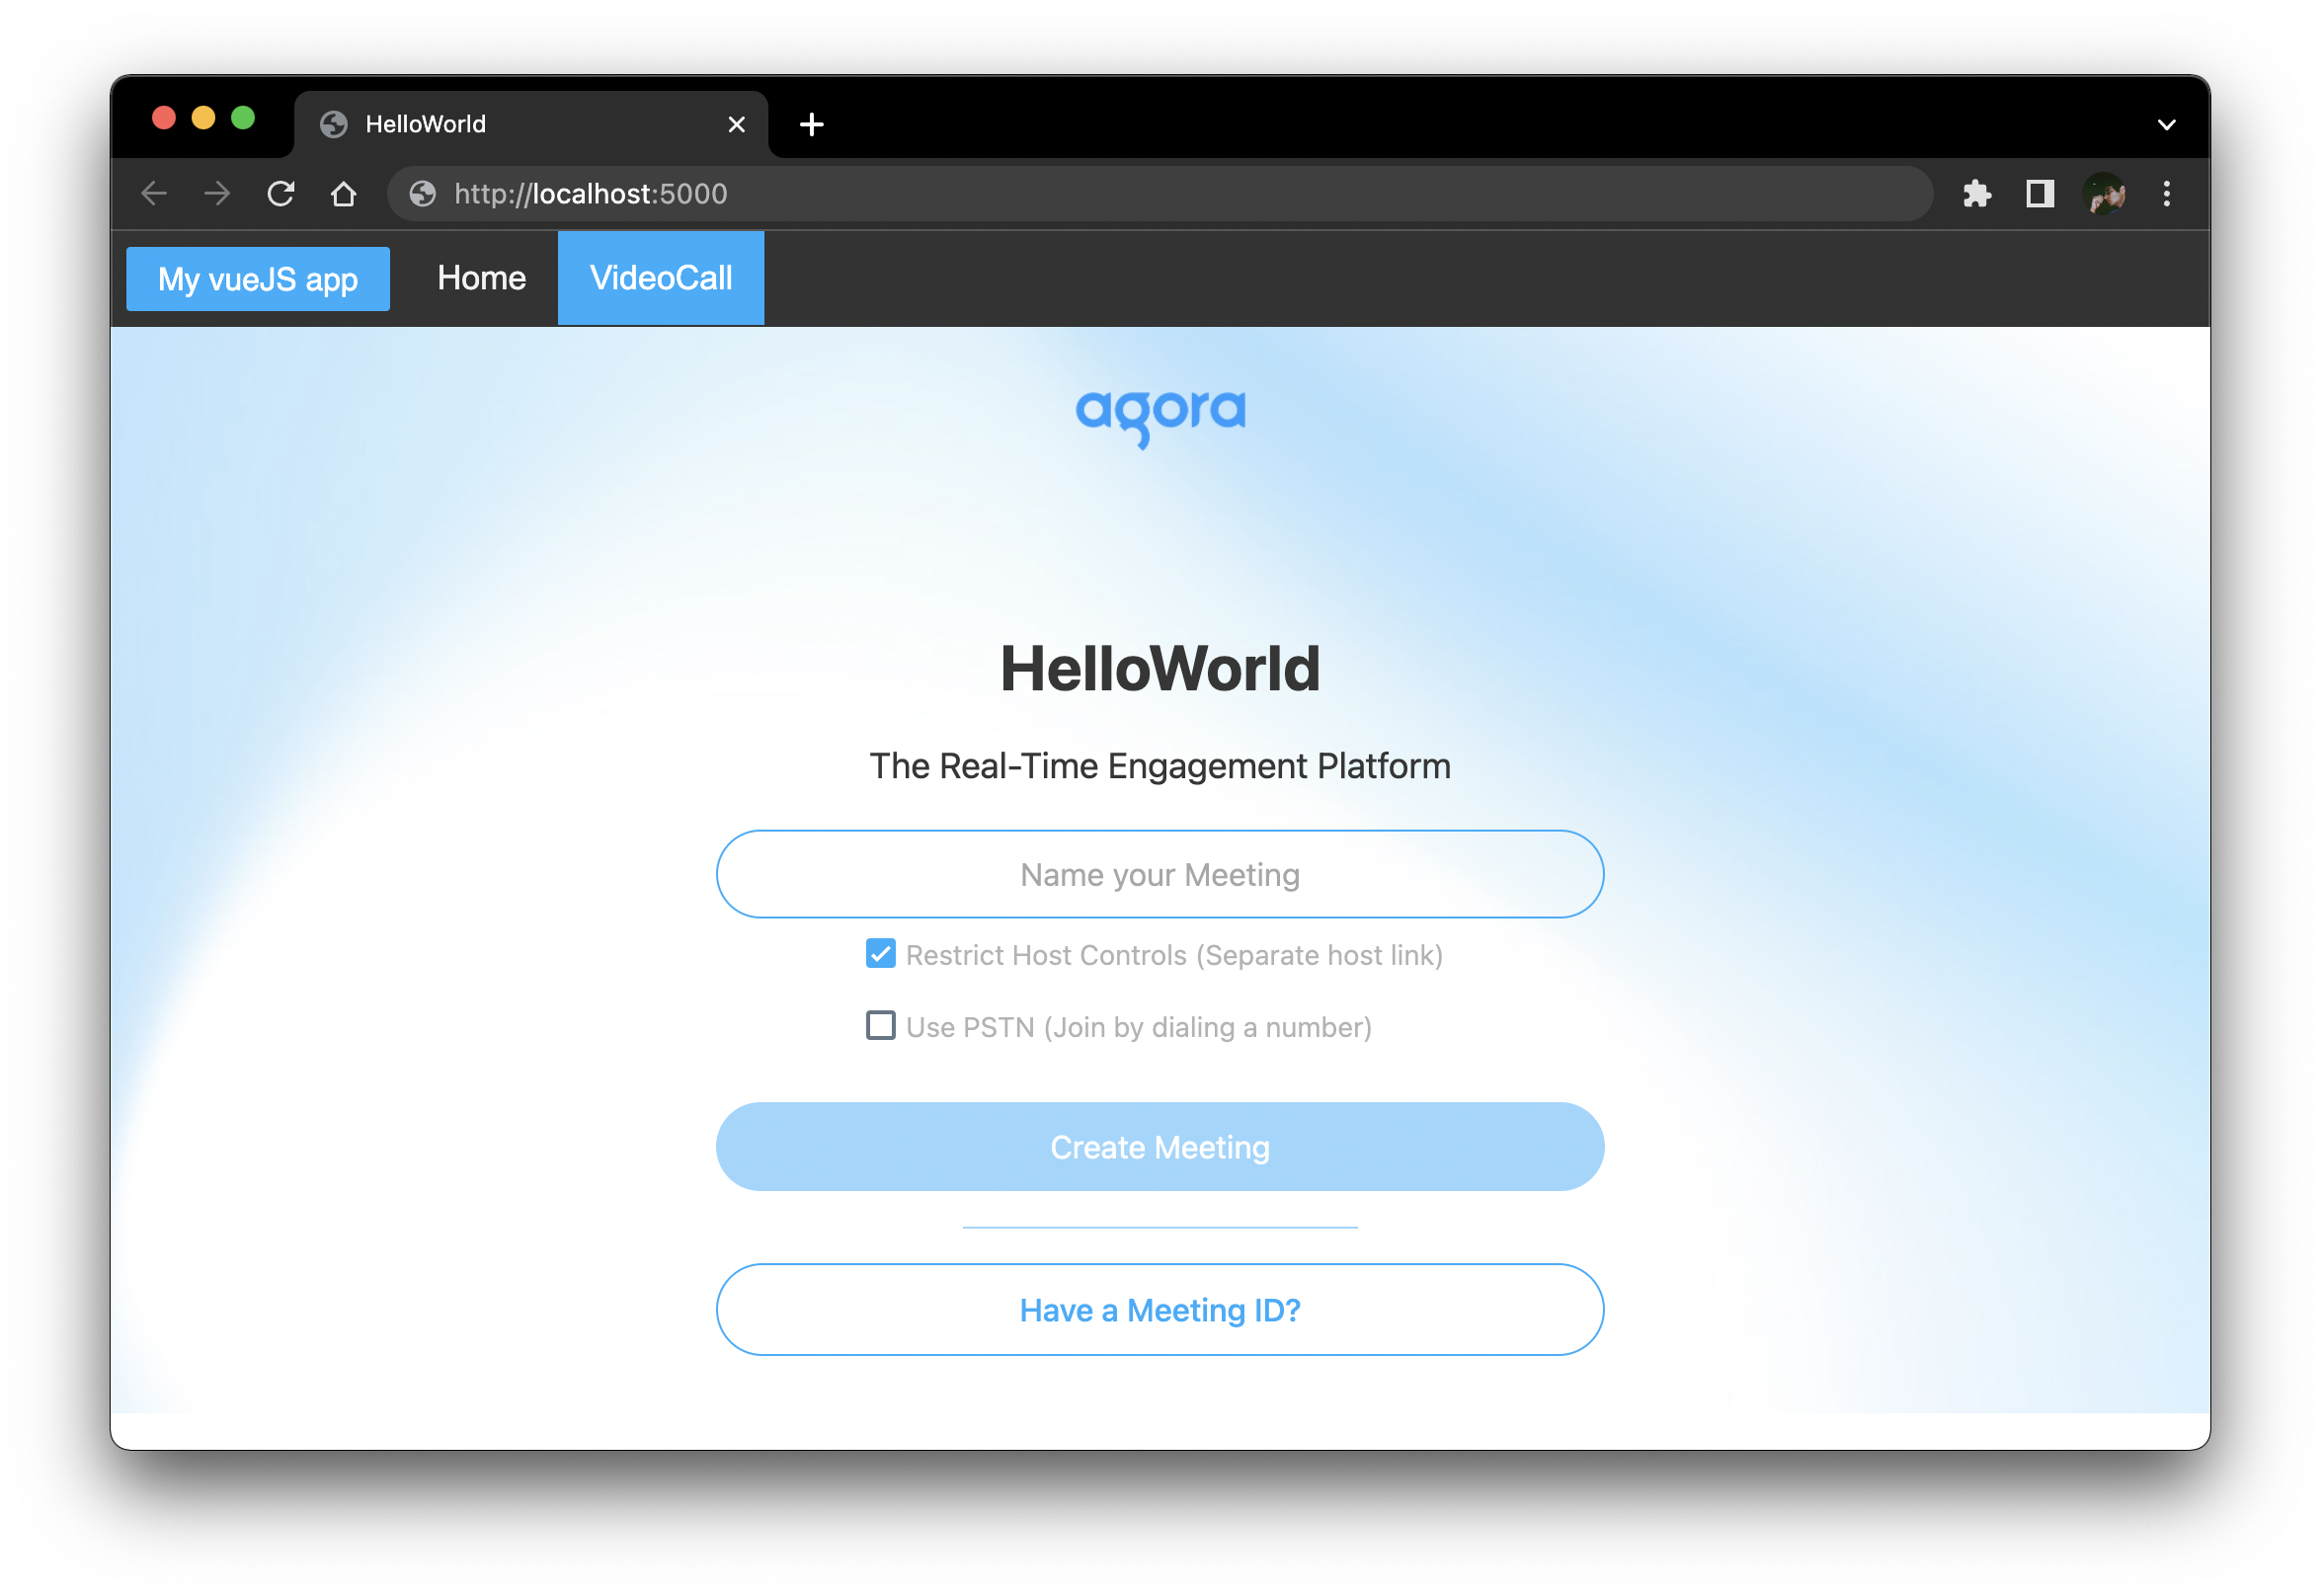 HelloWorld
http://localhost:5000
My vueJS app Home VideoCall
agora
HelloWorld
The Real-Time Engagement Platform
Name your Meeting
Restrict Host Controls (Separate host link)
Use PSTN (Join by dialing a number)
Create Meeting
Have a Meeting ID?